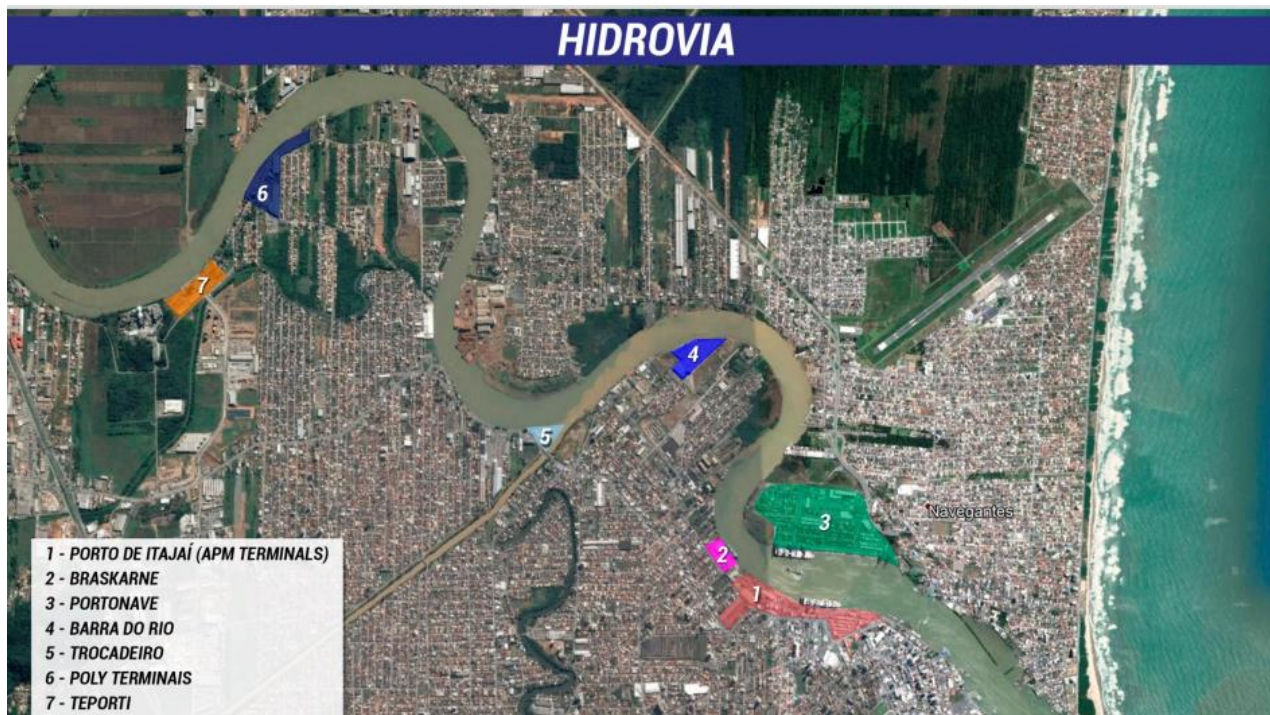 HIDROVIA
6
7
4
5
3
Navegantes
2
1
1 - PORTO DE ITAJAÍ (APM TERMINALS)
2 - BRASKARNE
3 - PORTONAVE
4 - BARRA DO RIO
5 - TROCADEIRO
6 - POLY TERMINAIS
7 - TEPORTI